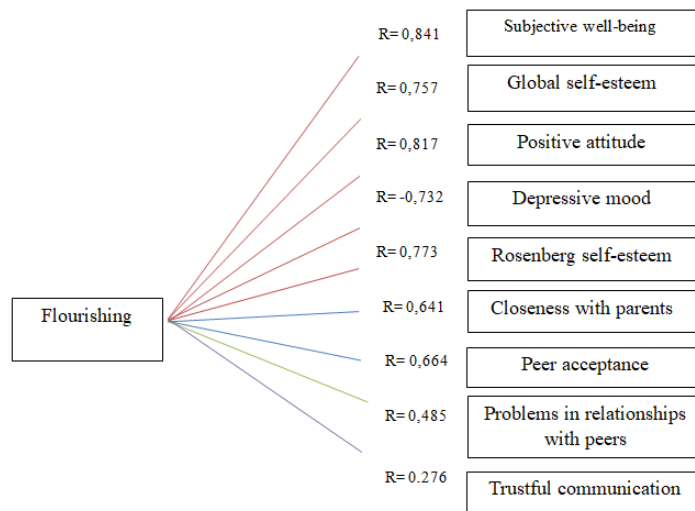 R= 0,841 Subjective well-being
R= 0,757 Global self-esteem
R= 0,817 Positive attitude
R= -0,732 Depressive mood
R= 0,773 Rosenberg self-esteem
Flourishing
R= 0,641 Closeness with parents
R= 0,664 Peer acceptance
R= 0,485 Problems in relationships
with peers
R= 0.276 Trustful communication